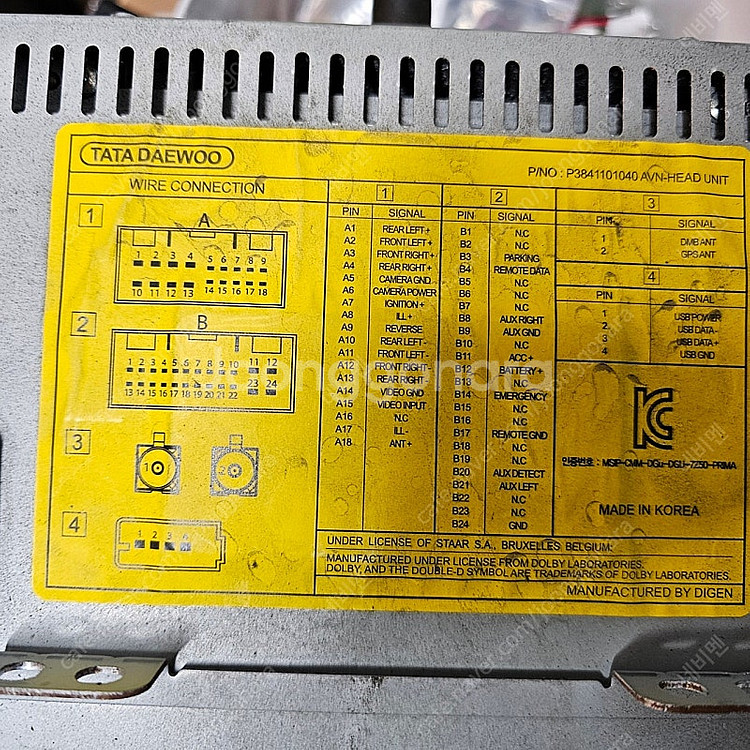 TATA DAEWOO
P/NO : P3841101040 AVN-HEAD UNIT
WIRE CONNECTION
1
A
1 2 3 4 5 6 7 8 9
10 11 12 13 14 15 16 17 18
2
B
1 2 3 4 5 6 7 8 9 10 11 12
13 14 15 16 17 18 19 20 21 22 23 24
3
1 2
4
1 2 3 4
1
PIN SIGNAL
A1 REAR LEFT+
A2 FRONT LEFT+
A3 FRONT RIGHT+
A4 REAR RIGHT+
A5 CAMERA GND
A6 CAMERA POWER
A7 IGNITION+
A8 ILL+
A9 REVERSE
A10 REAR LEFT-
A11 FRONT LEFT-
A12 FRONT RIGHT-
A13 REAR RIGHT-
A14 VIDEO GND
A15 VIDEO INPUT
A16 N.C
A17 ILL-
A18 ANT+
2
PIN SIGNAL
B1 N.C
B2 N.C
B3 PARKING
B4 REMOTE DATA
B5 N.C
B6 N.C
B7 N.C
B8 AUX RIGHT
B9 AUX GND
B10 N.C
B11 ACC+
B12 BATTERY+
B13 N.C
B14 EMERGENCY
B15 N.C
B16 N.C
B17 REMOTE GND
B18 N.C
B19 N.C
B20 AUX DETECT
B21 AUX LEFT
B22 N.C
B23 N.C
B24 GND
3
PIN SIGNAL
1 DMB ANT
2 GPS ANT
4
PIN SIGNAL
1 USB POWER
2 USB DATA-
3 USB DATA+
4 USB GND
인증번호 : MSIP-CMM-DGu-DGU-7Z50-PRIMA
MADE IN KOREA
UNDER LICENSE OF STAAR S.A., BRUXELLES BELGIUM;
MANUFACTURED UNDER LICENSE FROM DOLBY LABORATORIES.
DOLBY, AND THE DOUBLE-D SYMBOL ARE TRADEMARKS OF DOLBY LABORATORIES.
MANUFACTURED BY DIGEN
joonggonara